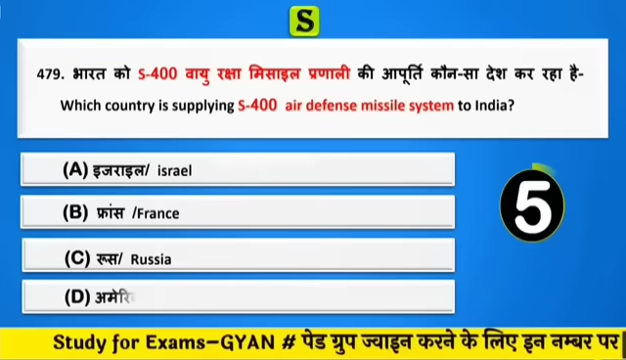 S
479. भारत को S-400 वायु रक्षा मिसाइल प्रणाली की आपूर्ति कौन-सा देश कर रहा है-
Which country is supplying S-400 air defense missile system to India?
(A) इजराइल/ israel
(B) फ्रांस /France
(C) रूस/ Russia
(D) अमेरि
5
Study for Exams–GYAN # पेड ग्रुप ज्वाइन करने के लिए इन नम्बर पर